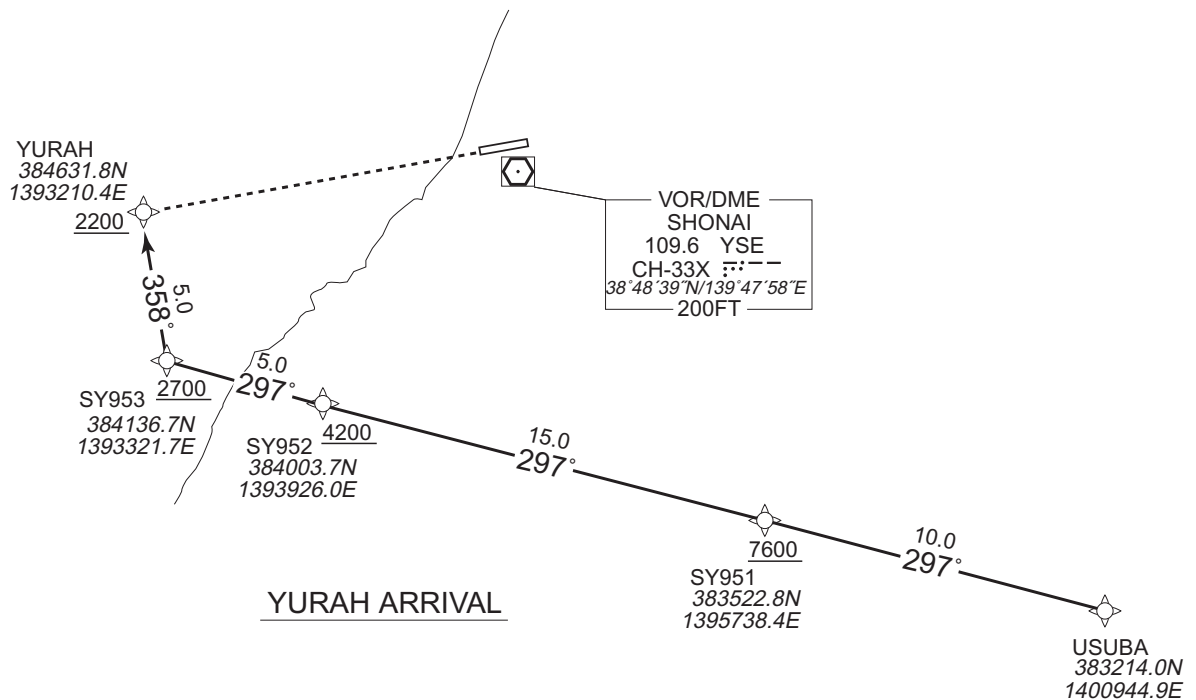 YURAH
384631.8N
1393210.4E
2200
VOR/DME
SHONAI
109.6 YSE
CH-33X
38°48´39˝N/139°47´58˝E
200FT
5.0
358°
SY953
384136.7N
1393321.7E
2700
5.0
297°
SY952
384003.7N
1393926.0E
4200
15.0
297°
7600
SY951
383522.8N
1395738.4E
10.0
297°
YURAH ARRIVAL
USUBA
383214.0N
1400944.9E